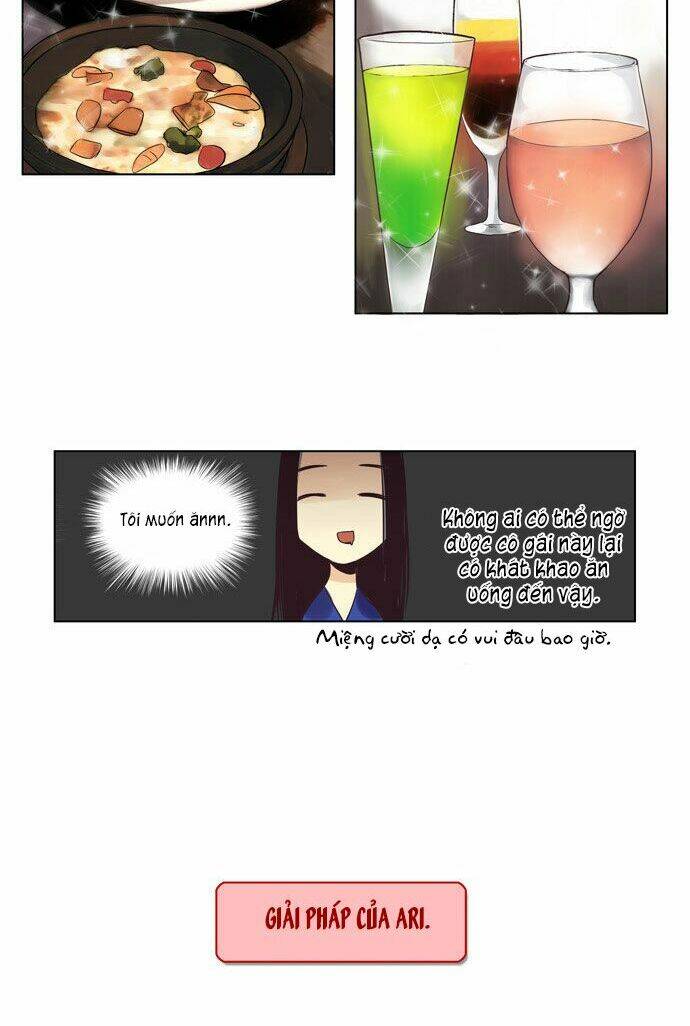 Tôi muốn ănnn.
Không ai có thể ngờ
được cô gái này lại
có khát khao ăn
uống đến vậy.
Miệng cười dạ có vui đâu bao giờ.
GIẢI PHÁP CỦA ARI.